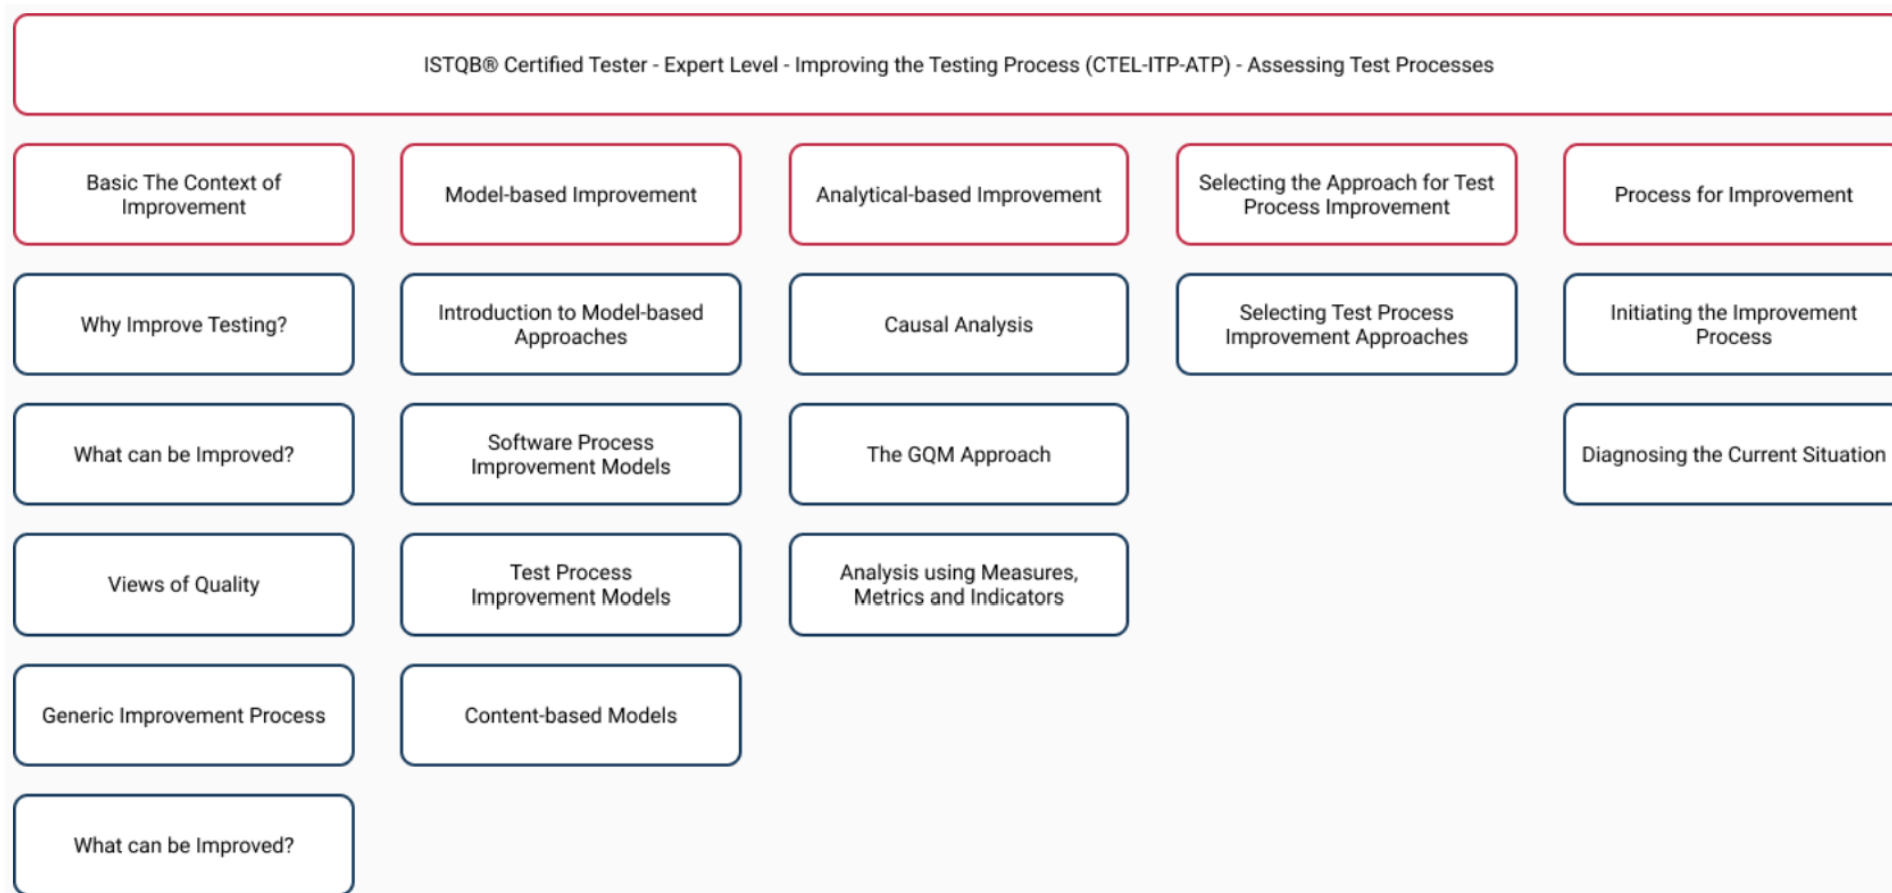 ISTQB® Certified Tester - Expert Level - Improving the Testing Process (CTEL-ITP-ATP) - Assessing Test Processes
Basic The Context of
Improvement
Model-based Improvement
Analytical-based Improvement
Selecting the Approach for Test
Process Improvement
Process for Improvement
Why Improve Testing?
Introduction to Model-based
Approaches
Causal Analysis
Selecting Test Process
Improvement Approaches
Initiating the Improvement
Process
What can be Improved?
Software Process
Improvement Models
The GQM Approach
Diagnosing the Current Situation
Views of Quality
Test Process
Improvement Models
Analysis using Measures,
Metrics and Indicators
Generic Improvement Process
Content-based Models
What can be Improved?